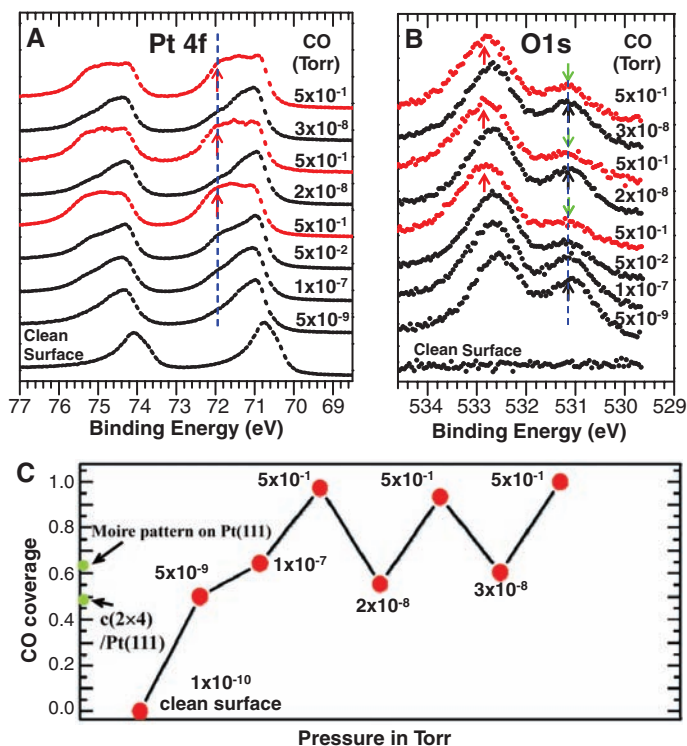 A
Pt 4f
CO
(Torr)
5x10⁻¹
3x10⁻⁸
5x10⁻¹
2x10⁻⁸
5x10⁻¹
5x10⁻²
1x10⁻⁷
5x10⁻⁹
Clean
Surface
77 76 75 74 73 72 71 70 69
Binding Energy (eV)
B
O1s
CO
(Torr)
5x10⁻¹
3x10⁻⁸
5x10⁻¹
2x10⁻⁸
5x10⁻¹
5x10⁻²
1x10⁻⁷
5x10⁻⁹
Clean Surface
534 533 532 531 530 529
Binding Energy (eV)
C
CO coverage
1.0
0.8
0.6
0.4
0.2
0.0
5x10⁻¹ 5x10⁻¹ 5x10⁻¹
Moire pattern on Pt(111)
5x10⁻⁹
1x10⁻⁷
2x10⁻⁸
3x10⁻⁸
c(2×4)
/Pt(111)
1x10⁻¹⁰
clean surface
Pressure in Torr